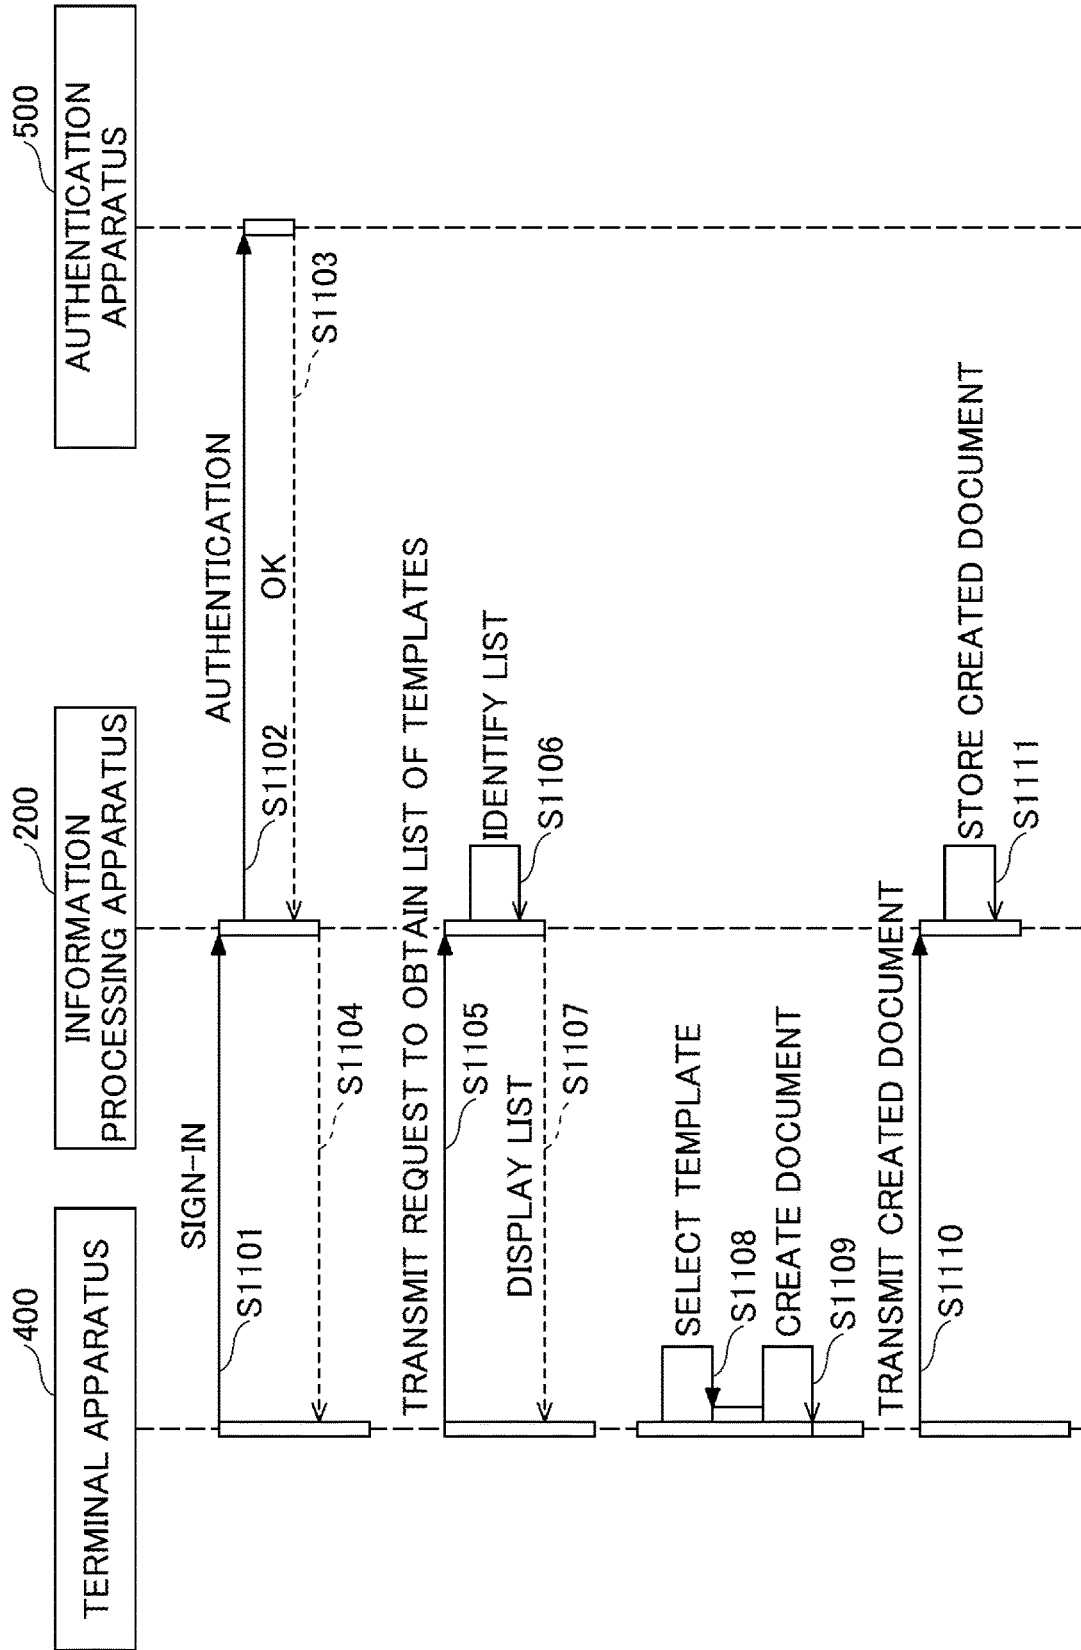 400
TERMINAL APPARATUS
200
INFORMATION
PROCESSING APPARATUS
500
AUTHENTICATION
APPARATUS
SIGN-IN
S1101
AUTHENTICATION
S1102
OK
S1103
S1104
TRANSMIT REQUEST TO OBTAIN LIST OF TEMPLATES
S1105
IDENTIFY LIST
S1106
DISPLAY LIST
S1107
SELECT TEMPLATE
S1108
CREATE DOCUMENT
S1109
TRANSMIT CREATED DOCUMENT
S1110
STORE CREATED DOCUMENT
S1111